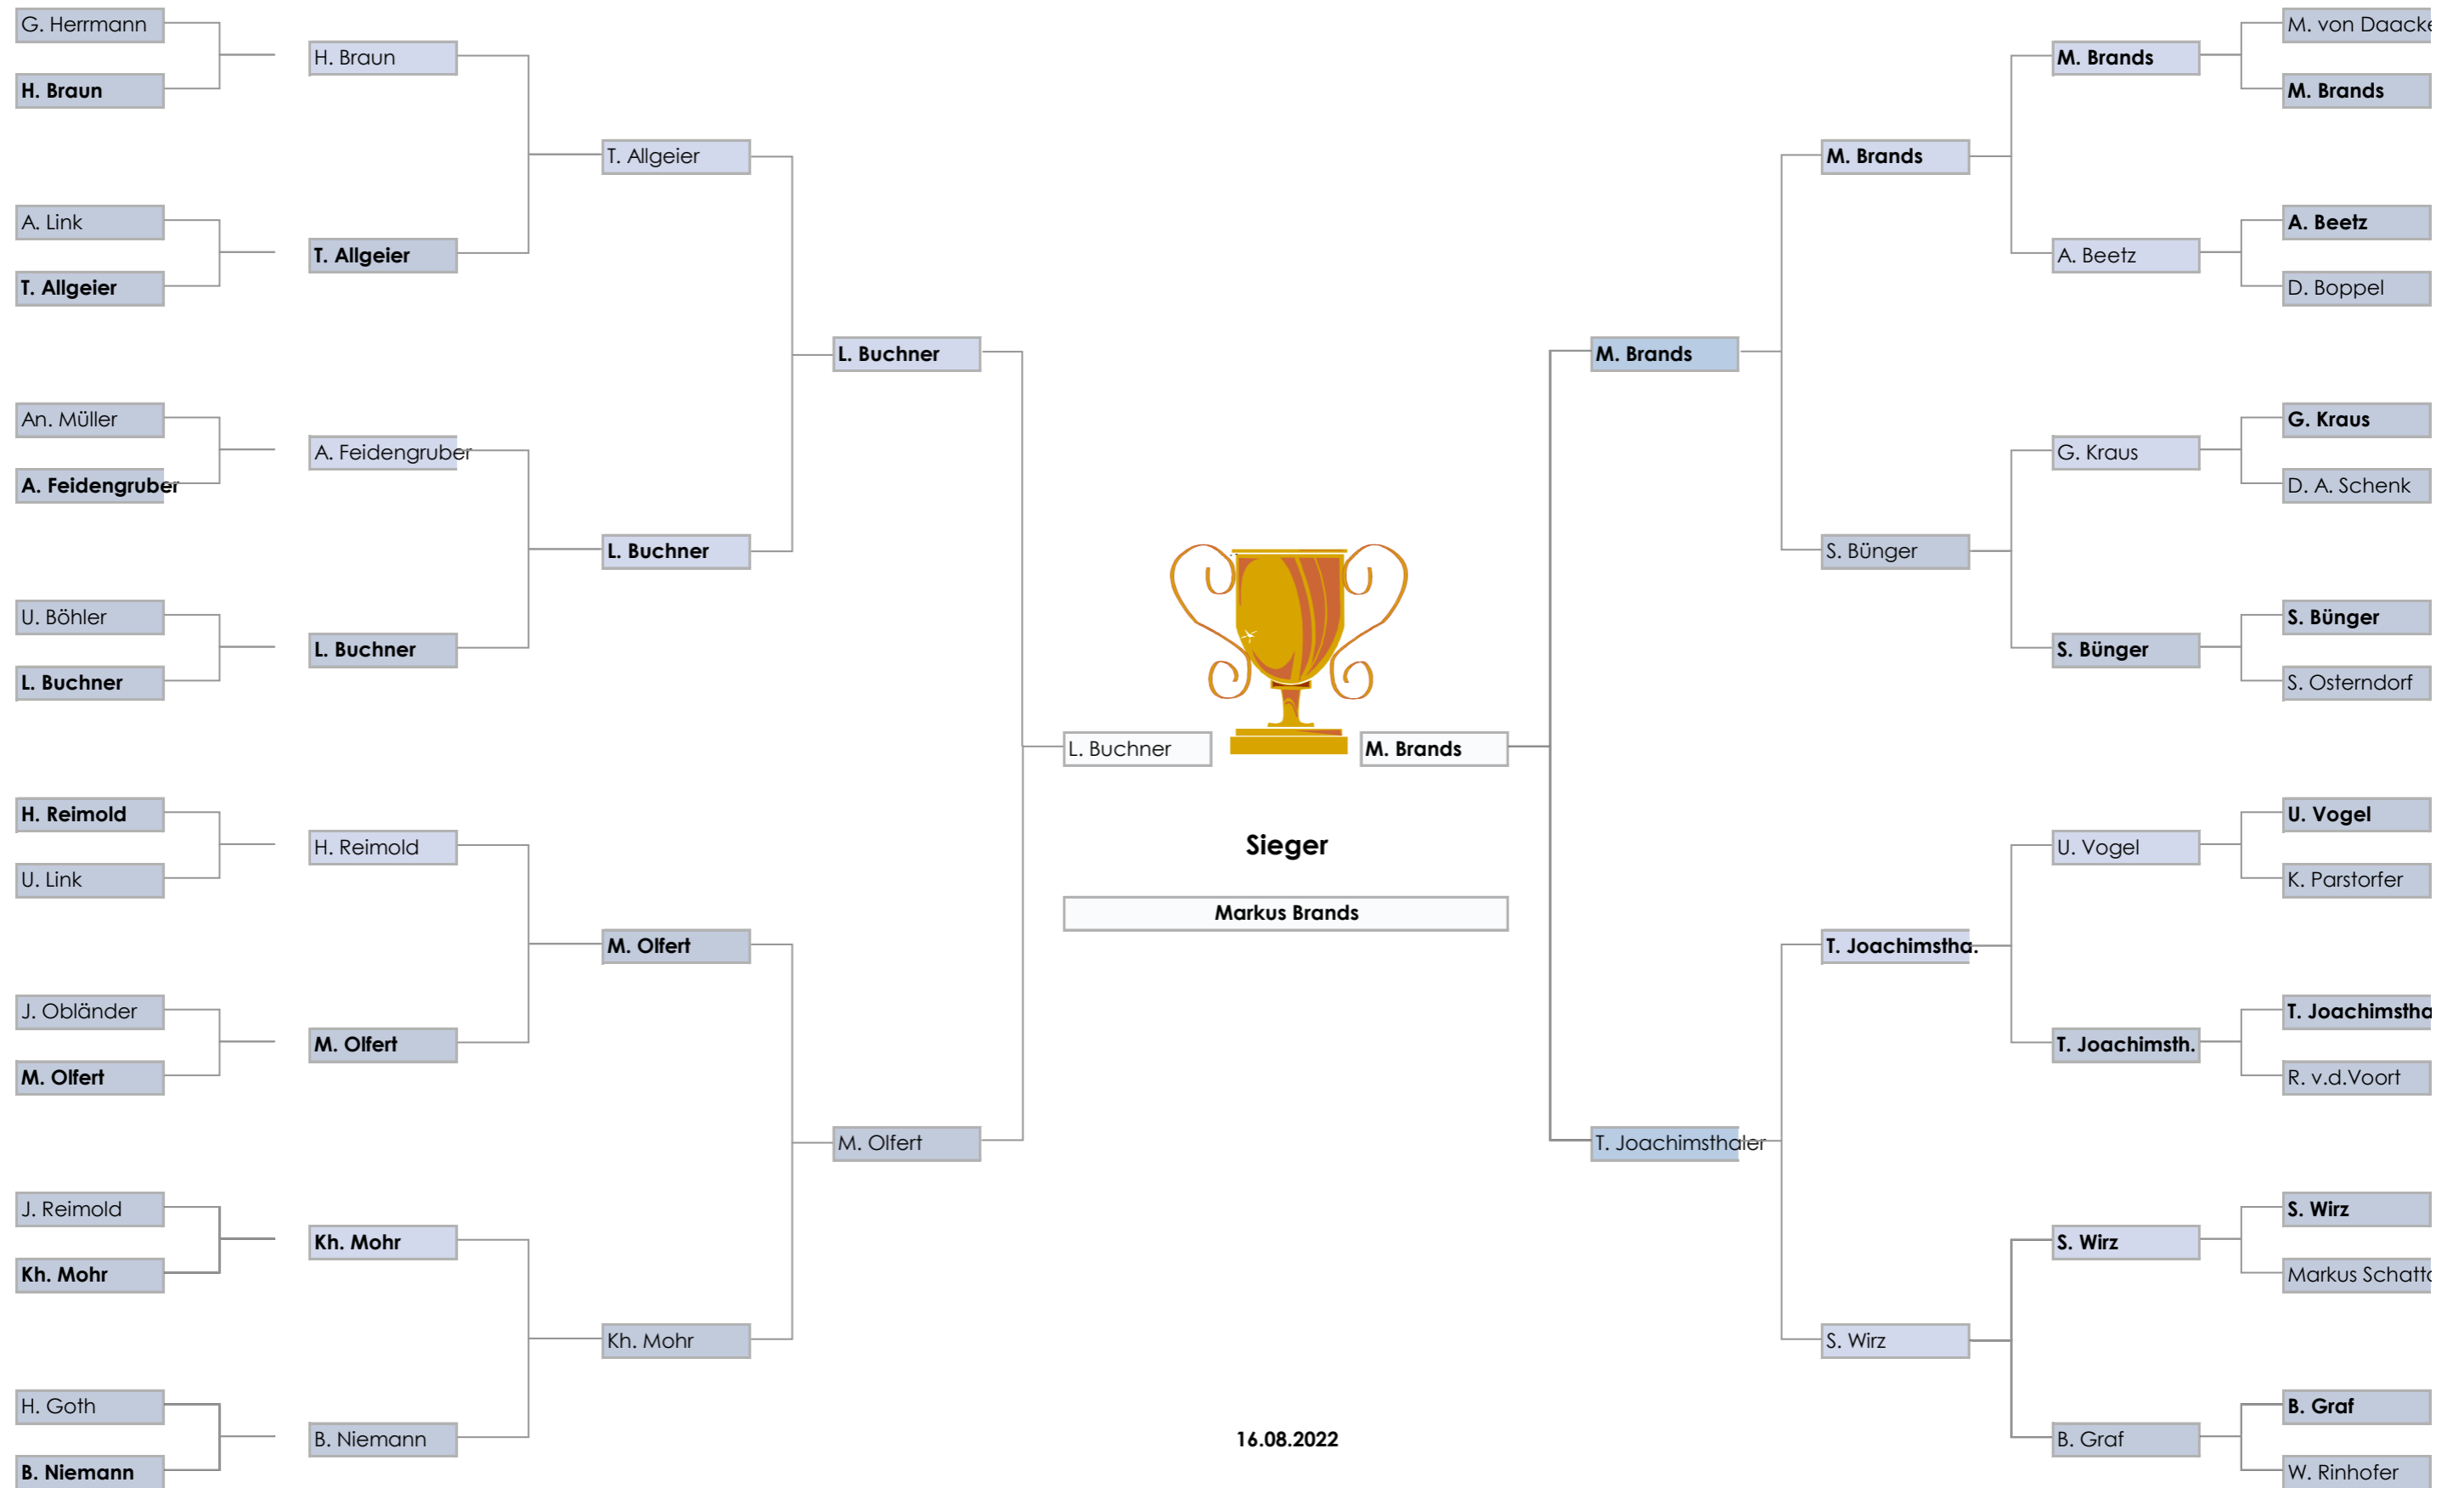 G. Herrmann
H. Braun
A. Link
T. Allgeier
An. Müller
A. Feidengruber
U. Böhler
L. Buchner
H. Reimold
U. Link
J. Obländer
M. Olfert
J. Reimold
Kh. Mohr
H. Goth
B. Niemann
H. Braun
T. Allgeier
A. Feidengruber
L. Buchner
H. Reimold
M. Olfert
Kh. Mohr
B. Niemann
T. Allgeier
L. Buchner
M. Olfert
Kh. Mohr
L. Buchner
M. Olfert
L. Buchner
M. Brands
Sieger
Markus Brands
16.08.2022
M. Brands
T. Joachimsthaler
M. Brands
S. Bünger
T. Joachimstha.
S. Wirz
M. Brands
A. Beetz
G. Kraus
S. Bünger
U. Vogel
T. Joachimsth.
S. Wirz
B. Graf
M. von Daacke
M. Brands
A. Beetz
D. Boppel
G. Kraus
D. A. Schenk
S. Bünger
S. Osterndorf
U. Vogel
K. Parstorfer
T. Joachimstha
R. v.d.Voort
S. Wirz
Markus Schatt
B. Graf
W. Rinhofer